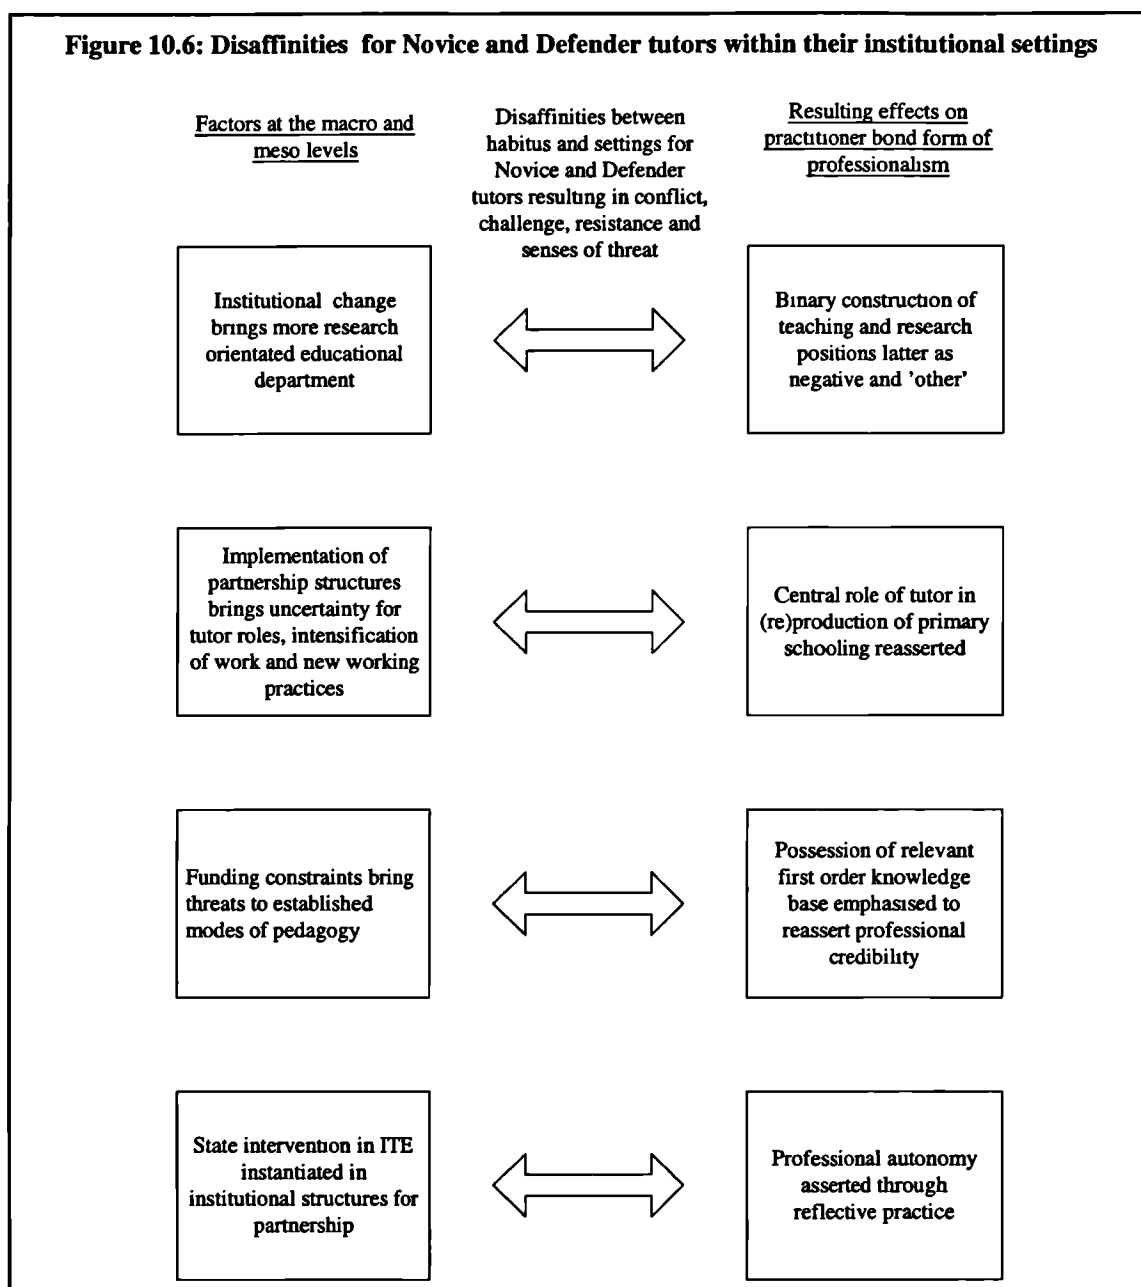 Figure 10.6: Disaffinities for Novice and Defender tutors within their institutional settings
Factors at the macro and
meso levels
Disaffinities between
habitus and settings for
Novice and Defender
tutors resulting in conflict,
challenge, resistance and
senses of threat
Resulting effects on
practitioner bond form of
professionalism
Institutional change
brings more research
orientated educational
department
Binary construction of
teaching and research
positions latter as
negative and 'other'
Implementation of
partnership structures
brings uncertainty for
tutor roles, intensification
of work and new working
practices
Central role of tutor in
(re)production of primary
schooling reasserted
Funding constraints bring
threats to established
modes of pedagogy
Possession of relevant
first order knowledge
base emphasised to
reassert professional
credibility
State intervention in ITE
instantiated in
institutional structures for
partnership
Professional autonomy
asserted through
reflective practice